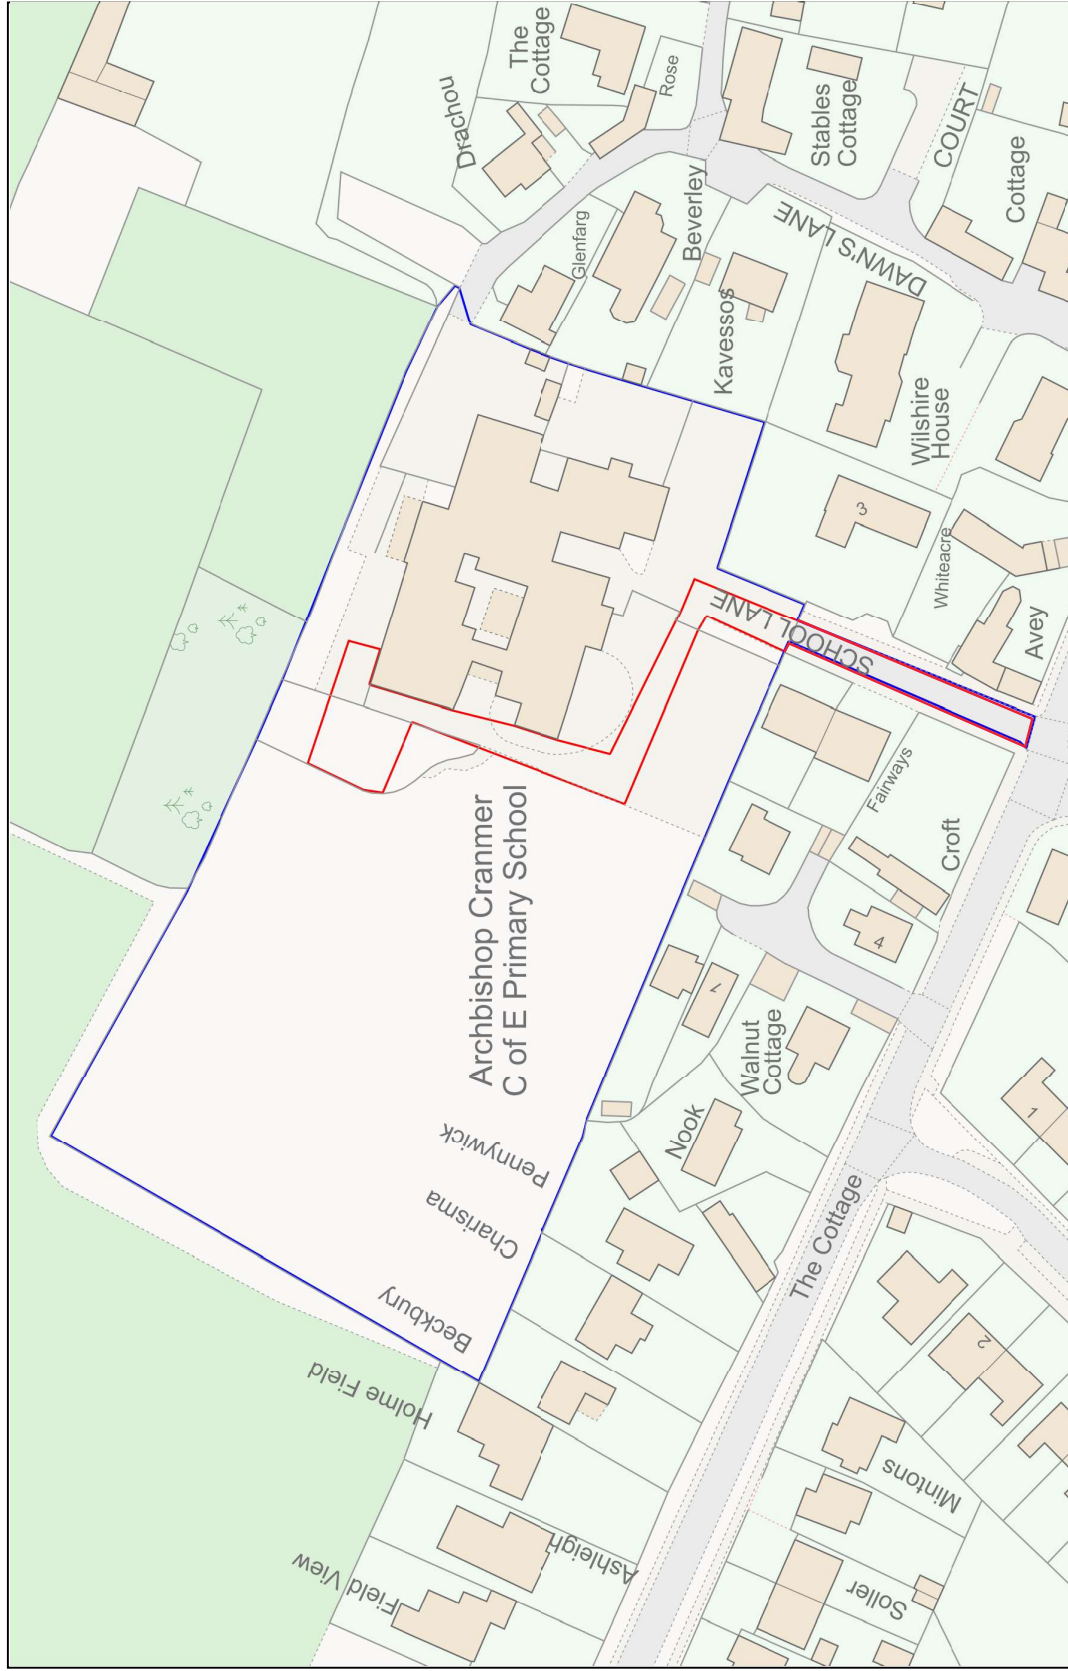 The
Cottage
Rose
Drachou
Stables
Cottage
COURT
Cottage
Glenfarg
Beverley
DAWN'S LANE
Kavessos
Wilshire
House
3
Whiteacre
Avey
SCHOOL LANE
Fairways
Croft
4
7
Archbishop Cranmer
C of E Primary School
Walnut
Cottage
Nook
1
Pennywick
Charisma
Beckbury
The Cottage
2
Holme Field
Mintons
Ashleigh
Field View
Soller